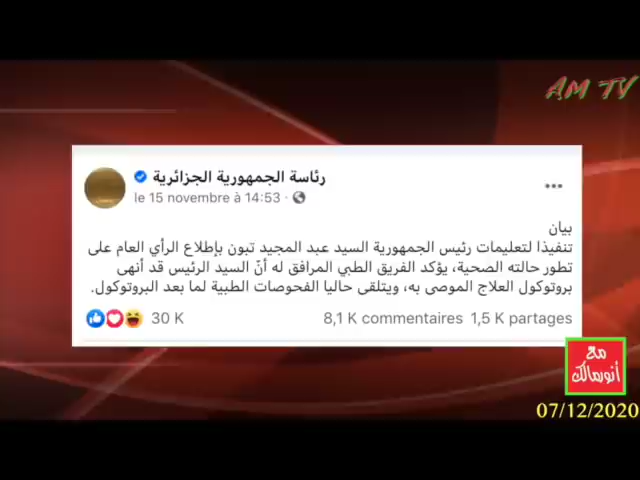 AM TV
رئاسة الجمهورية الجزائرية
le 15 novembre à 14:53 ·
بيان
تنفيذا لتعليمات رئيس الجمهورية السيد عبد المجيد تبون بإطلاع الرأي العام على
تطور حالته الصحية، يؤكد الفريق الطبي المرافق له أنّ السيد الرئيس قد أنهى
بروتوكول العلاج الموصى به، ويتلقى حاليا الفحوصات الطبية لما بعد البروتوكول.
30 K 8,1 K commentaires 1,5 K partages
مع
أنور مالك
07/12/2020